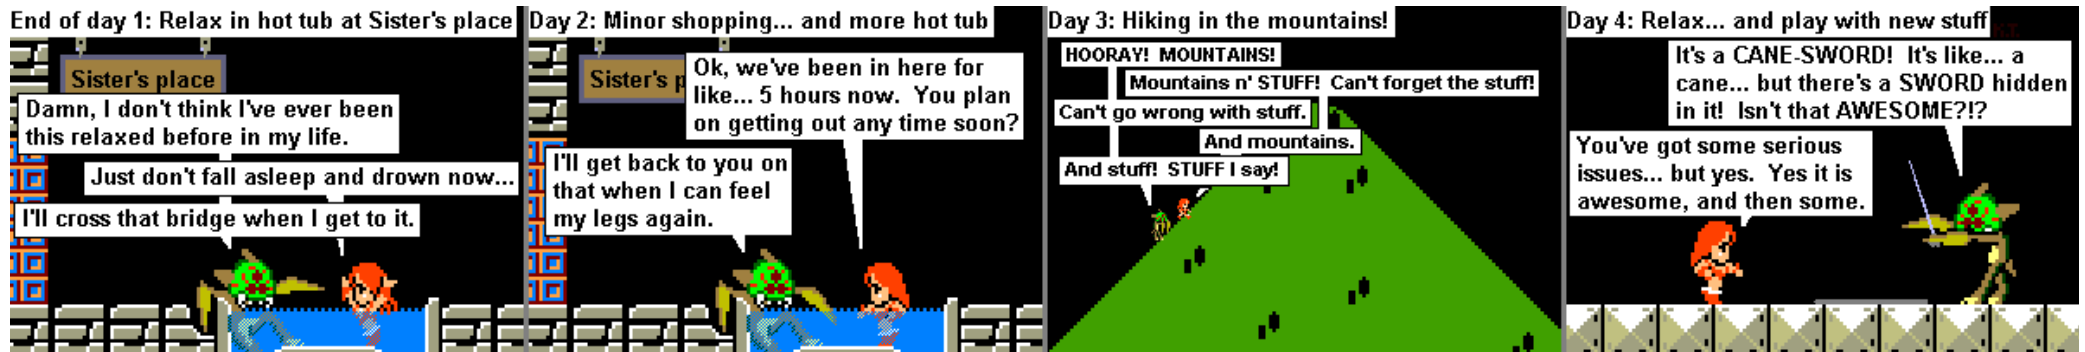 End of day 1: Relax in hot tub at Sister's place
Sister's place
Damn, I don't think I've ever been
this relaxed before in my life.
Just don't fall asleep and drown now...
I'll cross that bridge when I get to it.
Day 2: Minor shopping... and more hot tub
Sister's p
Ok, we've been in here for
like... 5 hours now. You plan
on getting out any time soon?
I'll get back to you on
that when I can feel
my legs again.
Day 3: Hiking in the mountains!
HOORAY! MOUNTAINS!
Mountains n' STUFF! Can't forget the stuff!
Can't go wrong with stuff.
And mountains.
And stuff! STUFF I say!
Day 4: Relax... and play with new stuff
It's a CANE-SWORD! It's like... a
cane... but there's a SWORD hidden
in it! Isn't that AWESOME?!?
You've got some serious
issues... but yes. Yes it is
awesome, and then some.